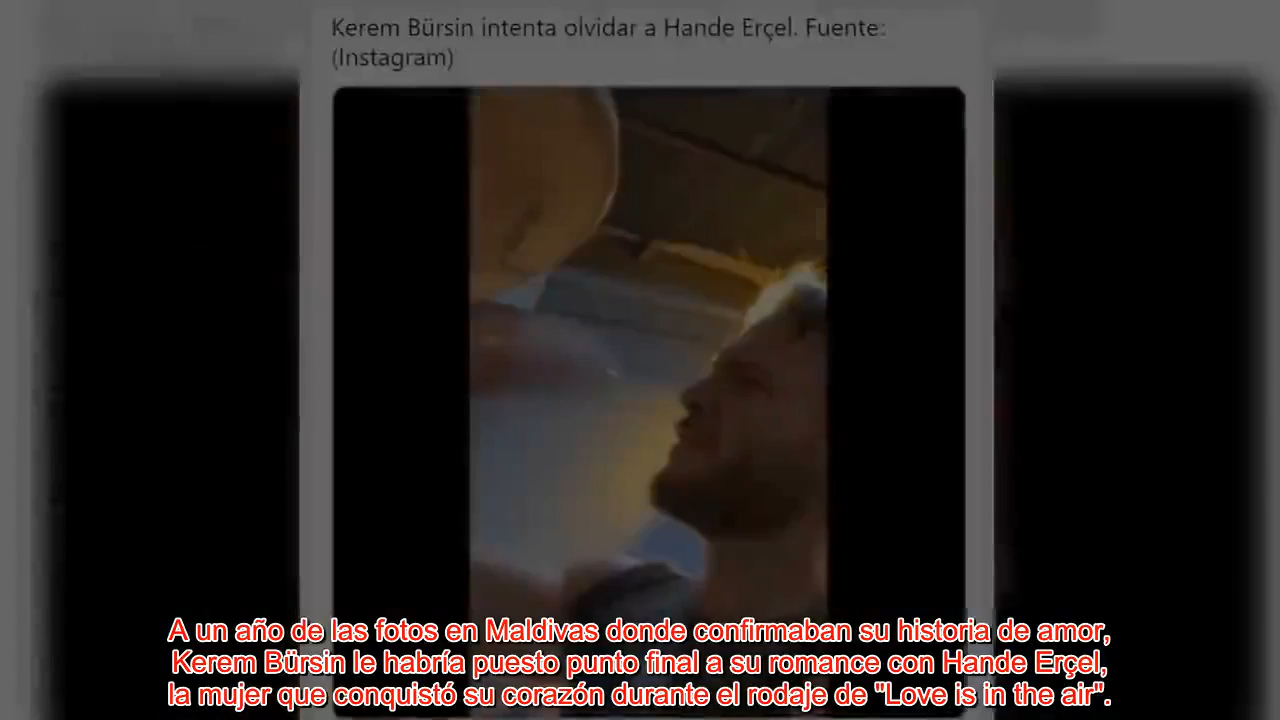 Kerem Bürsin intenta olvidar a Hande Erçel. Fuente:
(Instagram)
A un año de las fotos en Maldivas donde confirmaban su historia de amor,
Kerem Bürsin le habría puesto punto final a su romance con Hande Erçel,
la mujer que conquistó su corazón durante el rodaje de "Love is in the air".